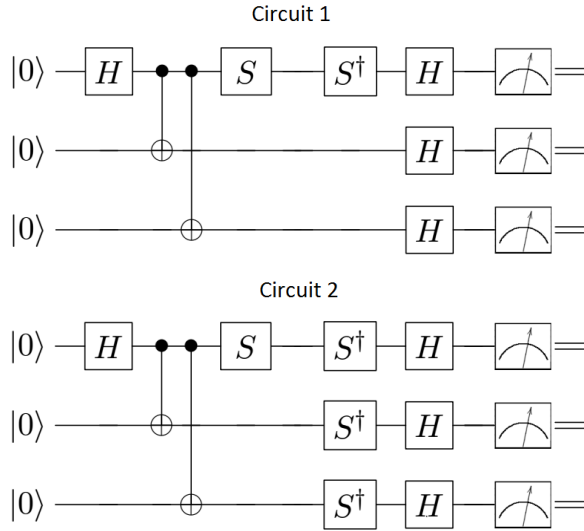 Circuit 1
|0⟩ H S S† H
|0⟩ H
|0⟩ H
Circuit 2
|0⟩ H S S† H
|0⟩ S† H
|0⟩ S† H